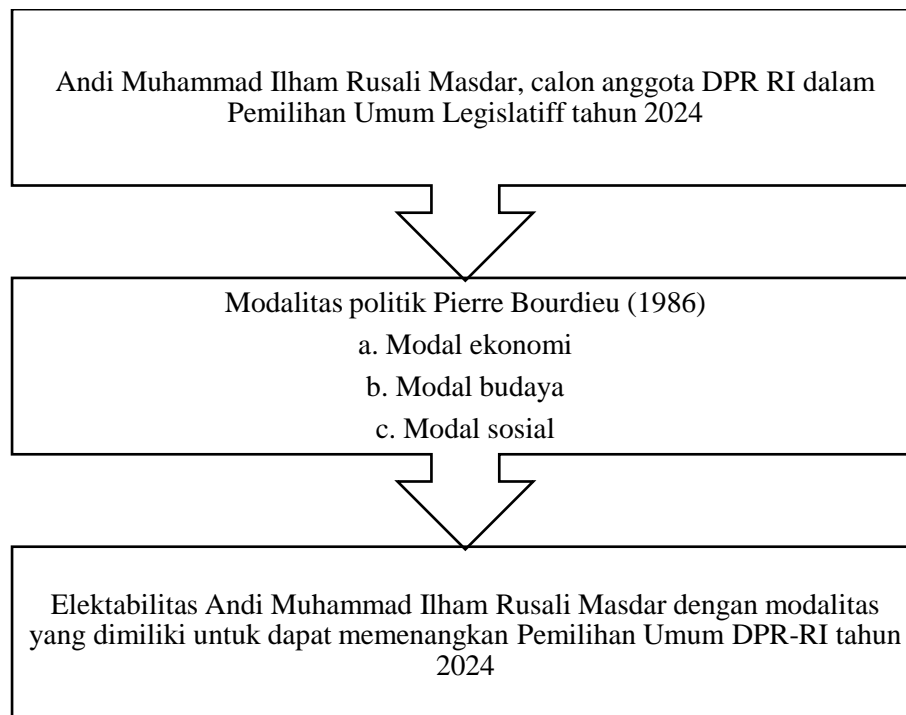 Andi Muhammad Ilham Rusali Masdar, calon anggota DPR RI dalam
Pemilihan Umum Legislatiff tahun 2024
Modalitas politik Pierre Bourdieu (1986)
a. Modal ekonomi
b. Modal budaya
c. Modal sosial
Elektabilitas Andi Muhammad Ilham Rusali Masdar dengan modalitas
yang dimiliki untuk dapat memenangkan Pemilihan Umum DPR-RI tahun
2024